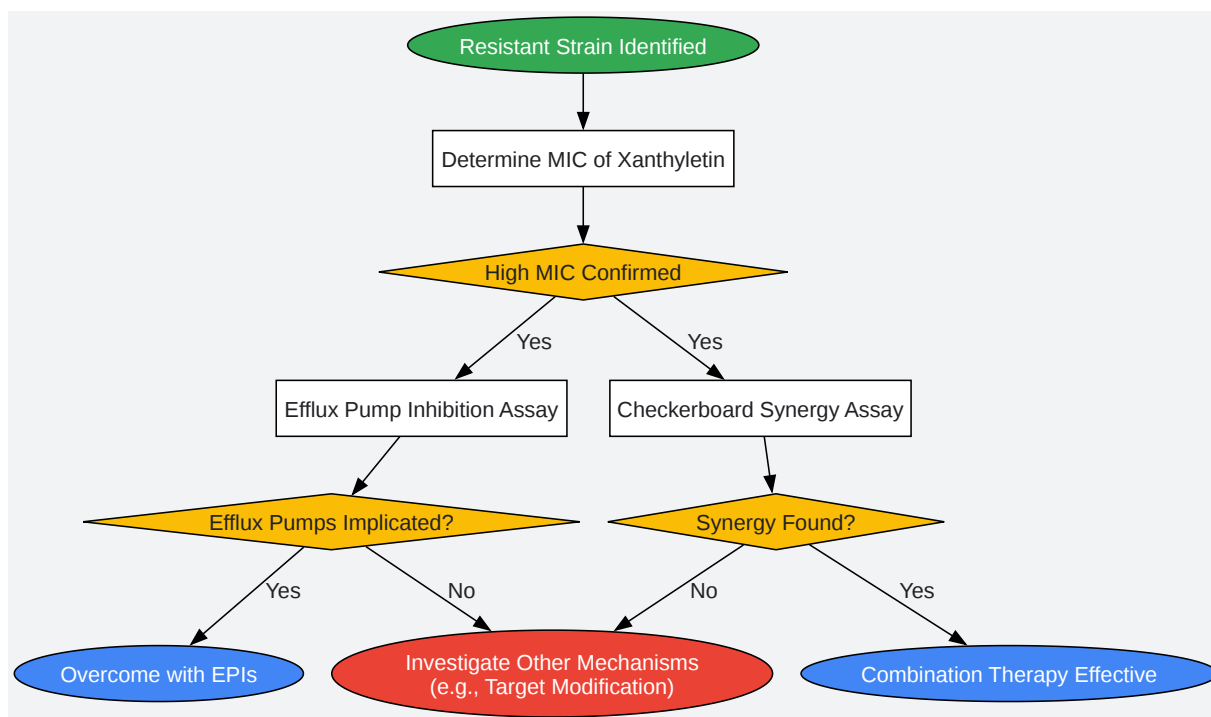 Resistant Strain Identified
Determine MIC of Xanthyletin
High MIC Confirmed
Yes
Yes
Efflux Pump Inhibition Assay
Checkerboard Synergy Assay
Efflux Pumps Implicated?
Synergy Found?
Yes
No
No
Yes
Overcome with EPIs
Investigate Other Mechanisms
(e.g., Target Modification)
Combination Therapy Effective